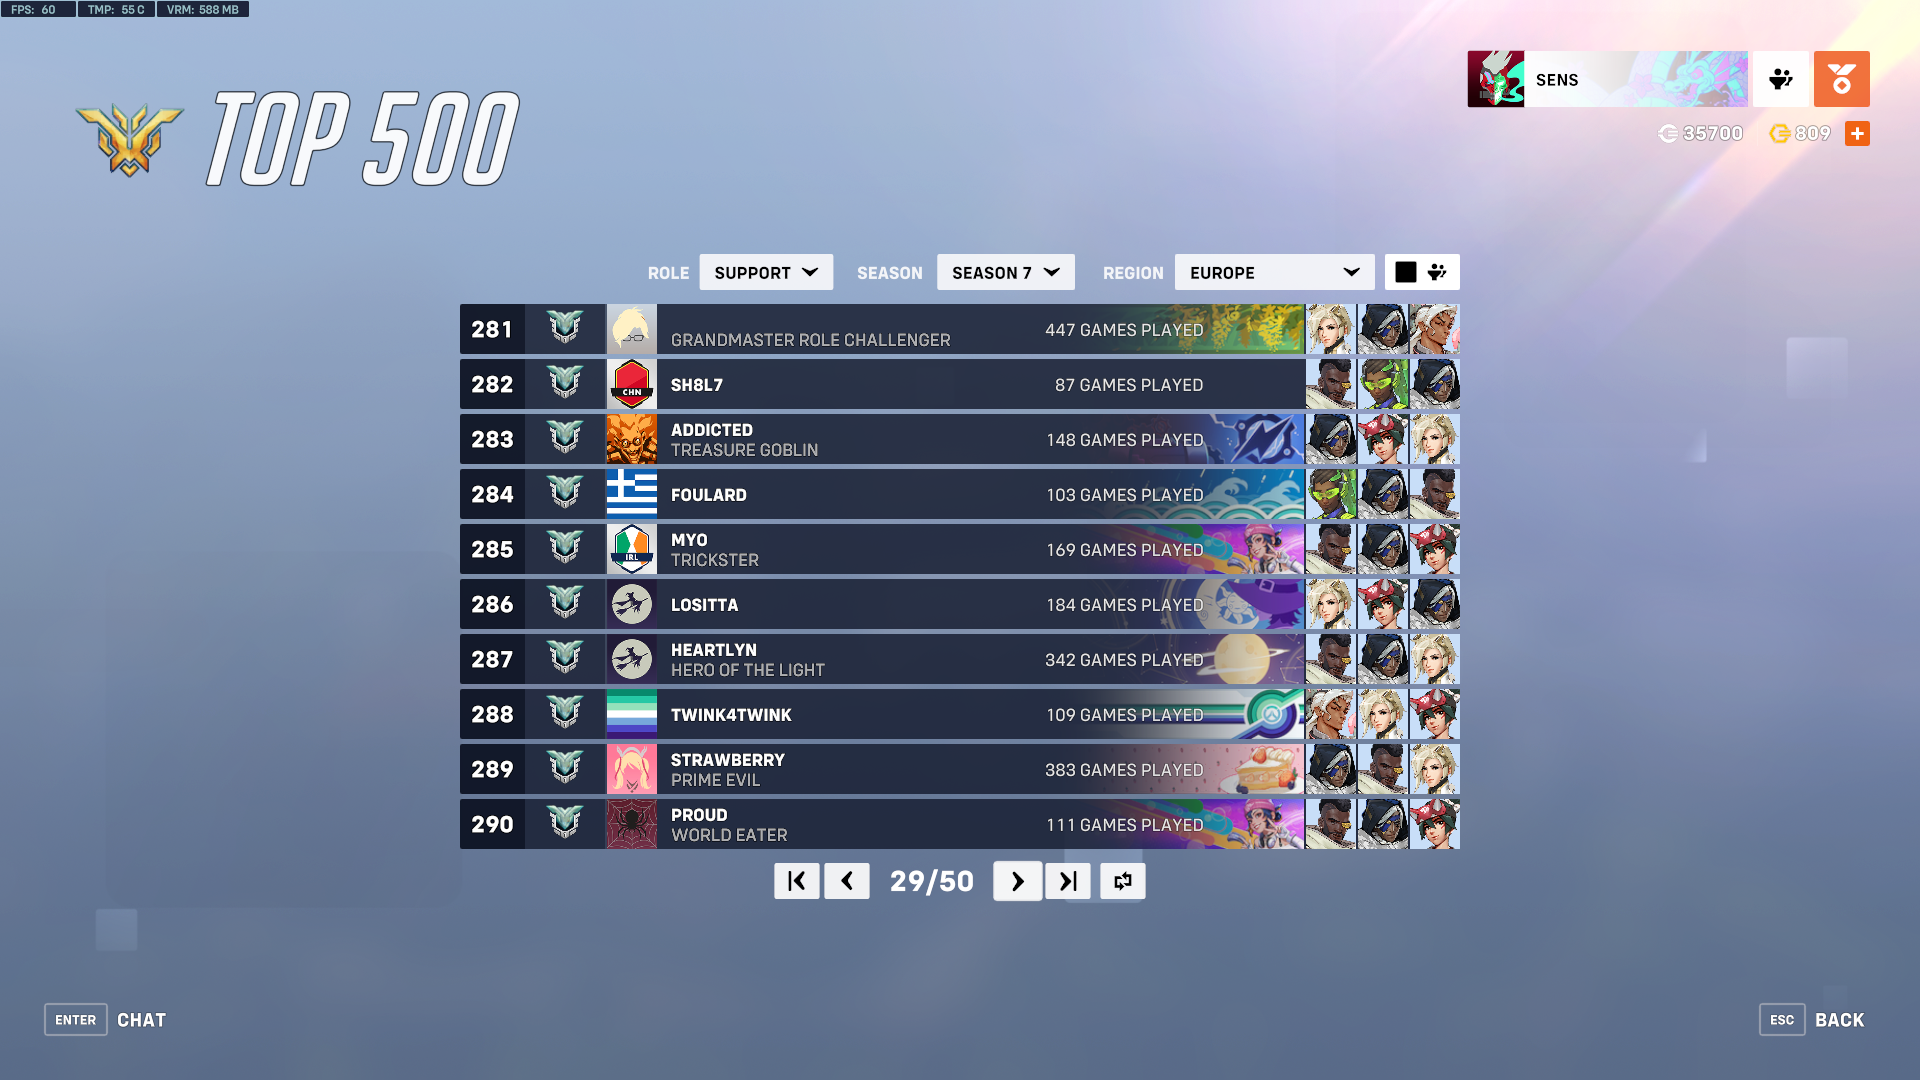 FPS: 60 TMP: 55 C VRM: 588 MB
TOP 500
SENS
35700 809
ROLE SUPPORT SEASON SEASON 7 REGION EUROPE
281 GRANDMASTER ROLE CHALLENGER 447 GAMES PLAYED
282 CHN SH8L7 87 GAMES PLAYED
283 ADDICTED
TREASURE GOBLIN 148 GAMES PLAYED
284 FOULARD 103 GAMES PLAYED
285 IRL MYO
TRICKSTER 169 GAMES PLAYED
286 LOSITTA 184 GAMES PLAYED
287 HEARTLYN
HERO OF THE LIGHT 342 GAMES PLAYED
288 TWINK4TWINK 109 GAMES PLAYED
289 STRAWBERRY
PRIME EVIL 383 GAMES PLAYED
290 PROUD
WORLD EATER 111 GAMES PLAYED
29/50
ENTER CHAT
ESC BACK